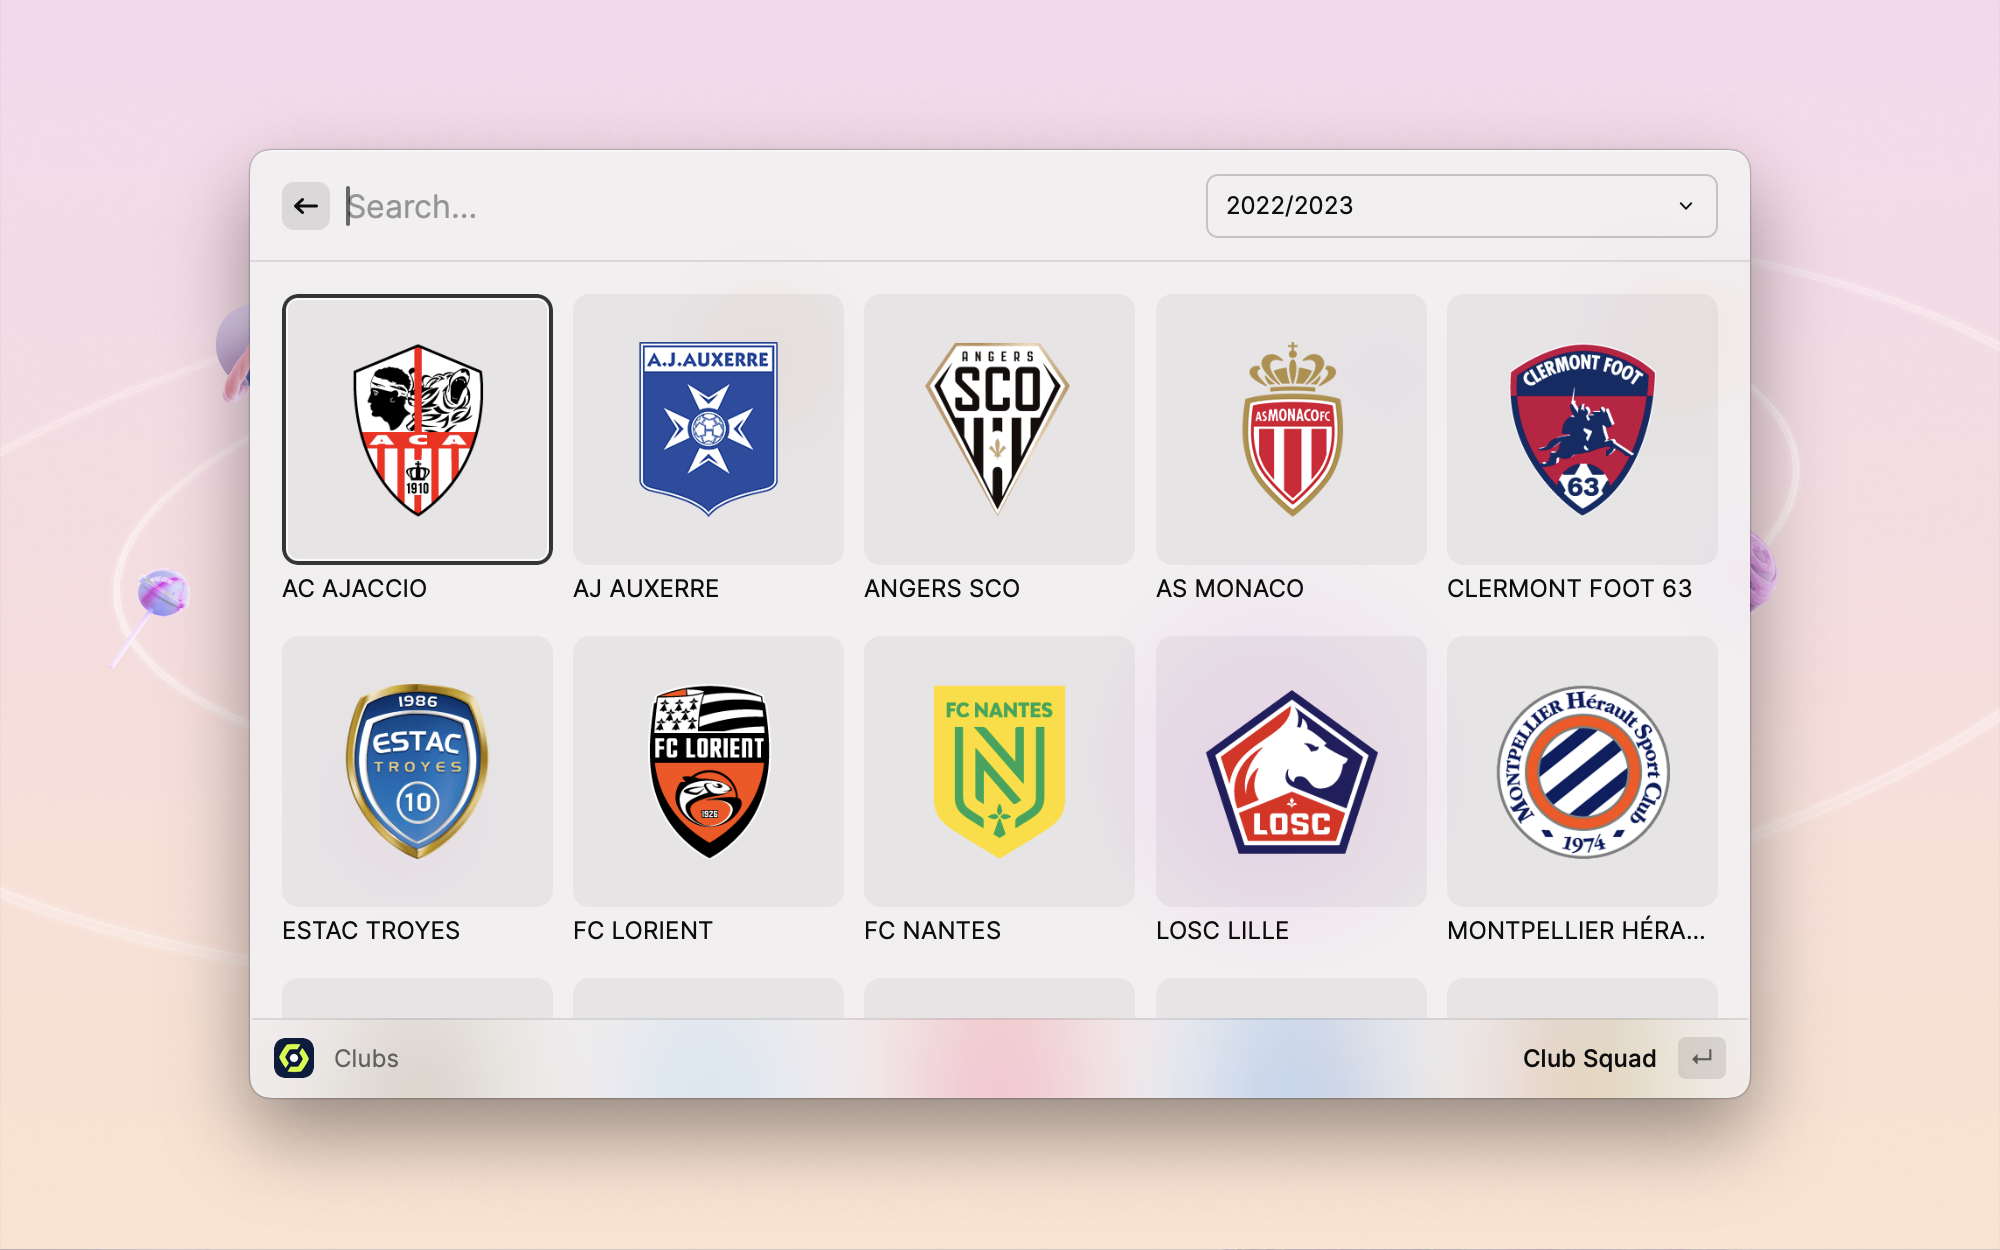 Search...
2022/2023
ACA
1910
A.J.AUXERRE
ANGERS
SCO
ASMONACOFC
CLERMONT FOOT
63
AC AJACCIO
AJ AUXERRE
ANGERS SCO
AS MONACO
CLERMONT FOOT 63
1986
ESTAC
TROYES
10
FC LORIENT
1926
FC NANTES
N
LOSC
MONTPELLIER Hérault Sport Club
1974
ESTAC TROYES
FC LORIENT
FC NANTES
LOSC LILLE
MONTPELLIER HÉRA...
Clubs
Club Squad